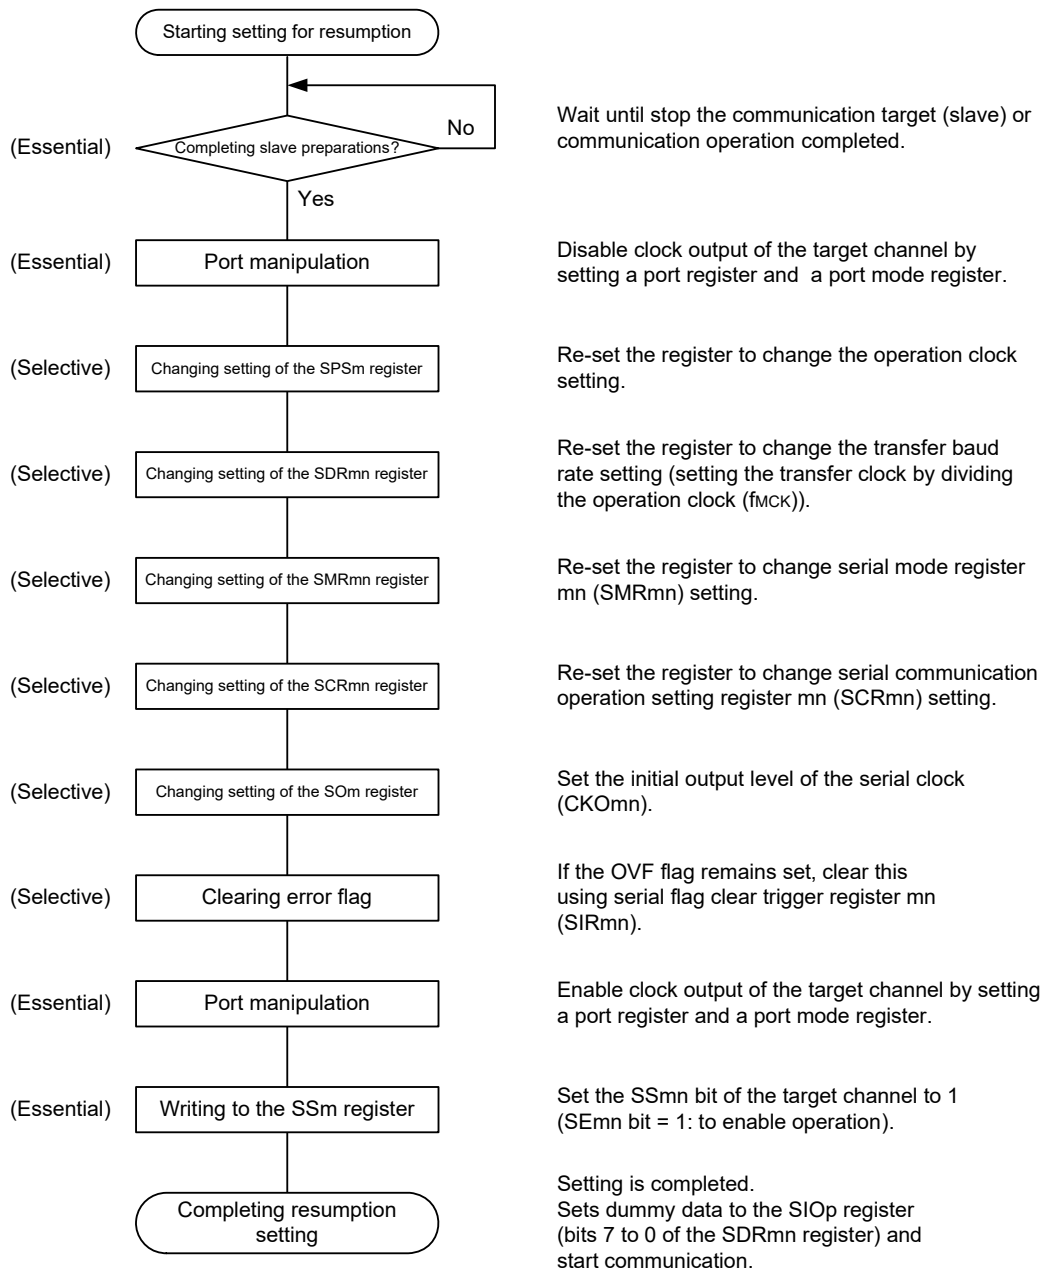 Starting setting for resumption
(Essential)
Completing slave preparations?
No
Yes
Wait until stop the communication target (slave) or
communication operation completed.
(Essential)
Port manipulation
Disable clock output of the target channel by
setting a port register and a port mode register.
(Selective)
Changing setting of the SPSm register
Re-set the register to change the operation clock
setting.
(Selective)
Changing setting of the SDRmn register
Re-set the register to change the transfer baud
rate setting (setting the transfer clock by dividing
the operation clock (fMCK)).
(Selective)
Changing setting of the SMRmn register
Re-set the register to change serial mode register
mn (SMRmn) setting.
(Selective)
Changing setting of the SCRmn register
Re-set the register to change serial communication
operation setting register mn (SCRmn) setting.
(Selective)
Changing setting of the SOm register
Set the initial output level of the serial clock
(CKOmn).
(Selective)
Clearing error flag
If the OVF flag remains set, clear this
using serial flag clear trigger register mn
(SIRmn).
(Essential)
Port manipulation
Enable clock output of the target channel by setting
a port register and a port mode register.
(Essential)
Writing to the SSm register
Set the SSmn bit of the target channel to 1
(SEmn bit = 1: to enable operation).
Completing resumption
setting
Setting is completed.
Sets dummy data to the SIOp register
(bits 7 to 0 of the SDRmn register) and
start communication.